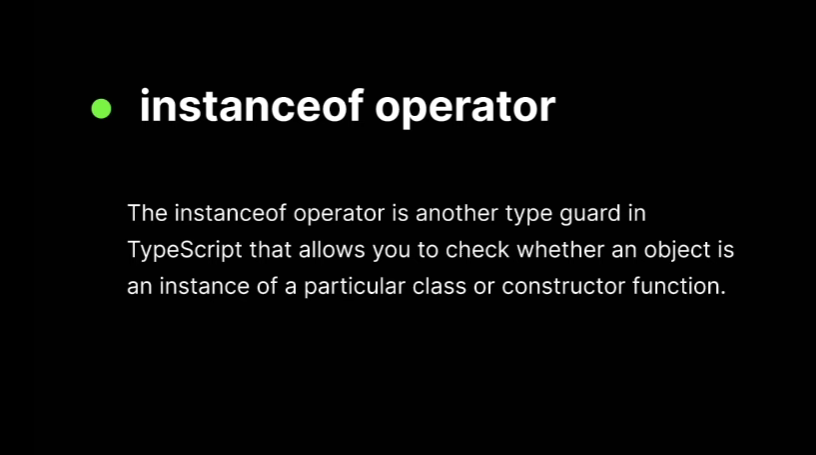 instanceof operator
The instanceof operator is another type guard in
TypeScript that allows you to check whether an object is
an instance of a particular class or constructor function.